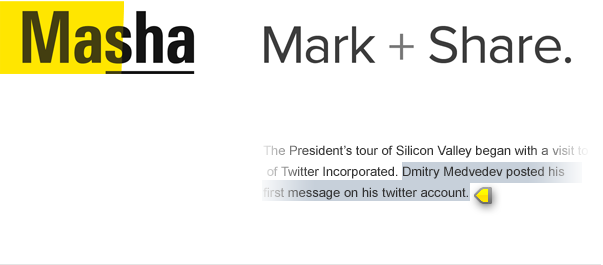 Masha
Mark + Share.
The President’s tour of Silicon Valley began with a visit to
of Twitter Incorporated. Dmitry Medvedev posted his
first message on his twitter account.